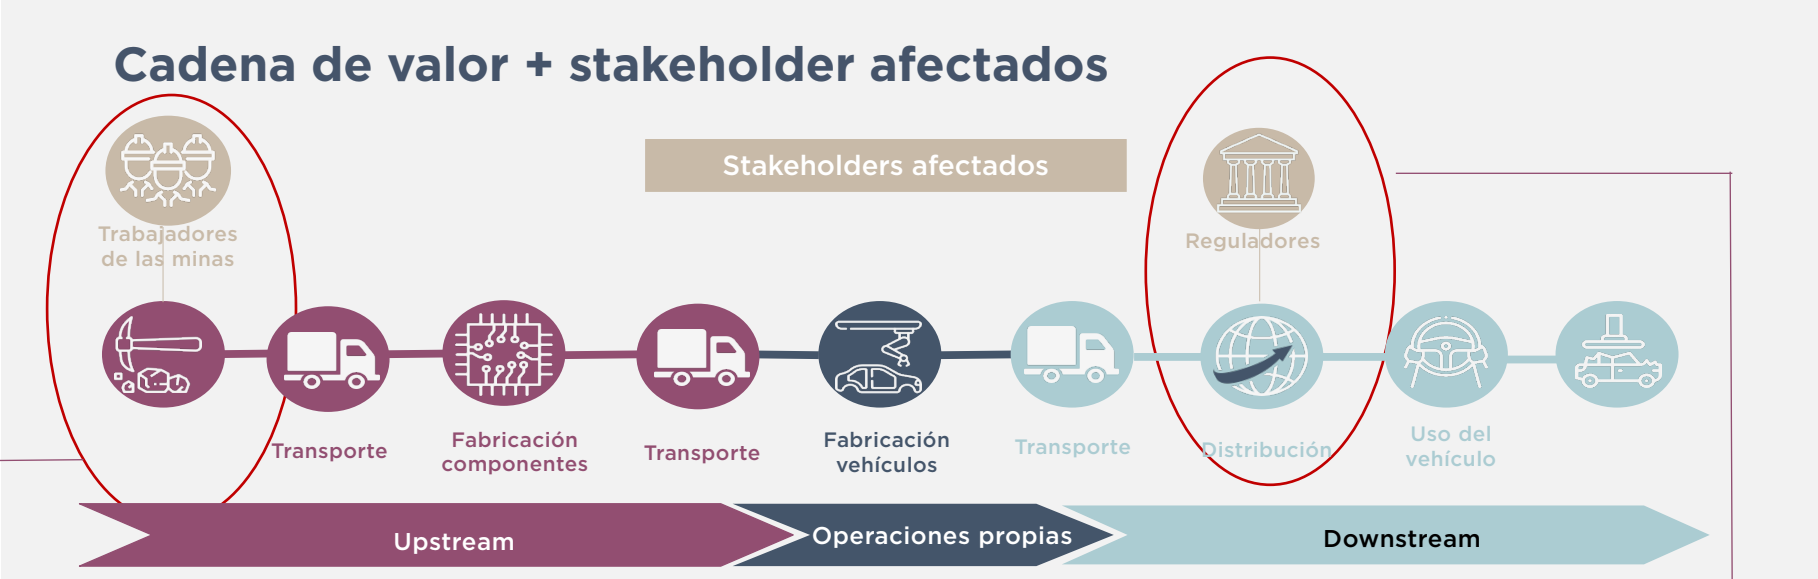 Cadena de valor + stakeholder afectados
Stakeholders afectados
Trabajadores
de las minas
Reguladores
Transporte
Fabricación
componentes
Transporte
Fabricación
vehículos
Transporte
Distribución
Uso del
vehículo
Upstream
Operaciones propias
Downstream